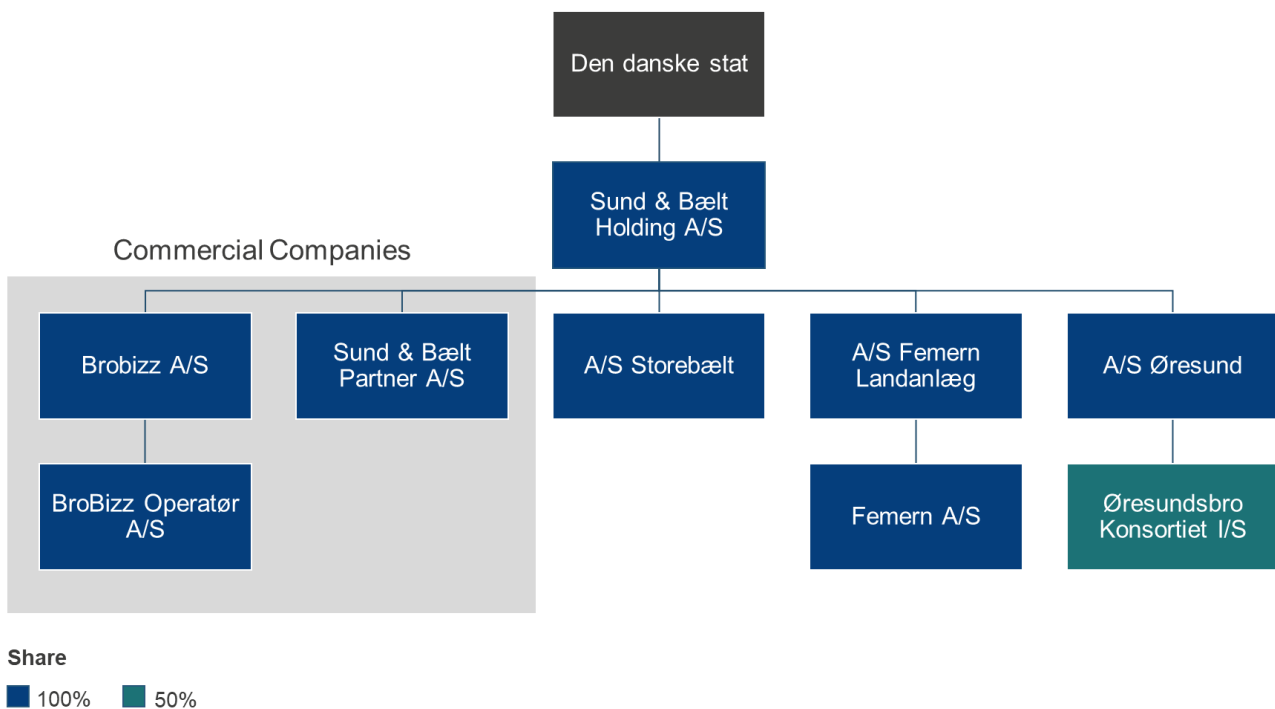 Den danske stat
Sund & Bælt
Holding A/S
Commercial Companies
Brobizz A/S
Sund & Bælt
Partner A/S
A/S Storebælt
A/S Femern
Landanlæg
A/S Øresund
BroBizz Operatør
A/S
Femern A/S
Øresundsbro
Konsortiet I/S
Share
100%
50%